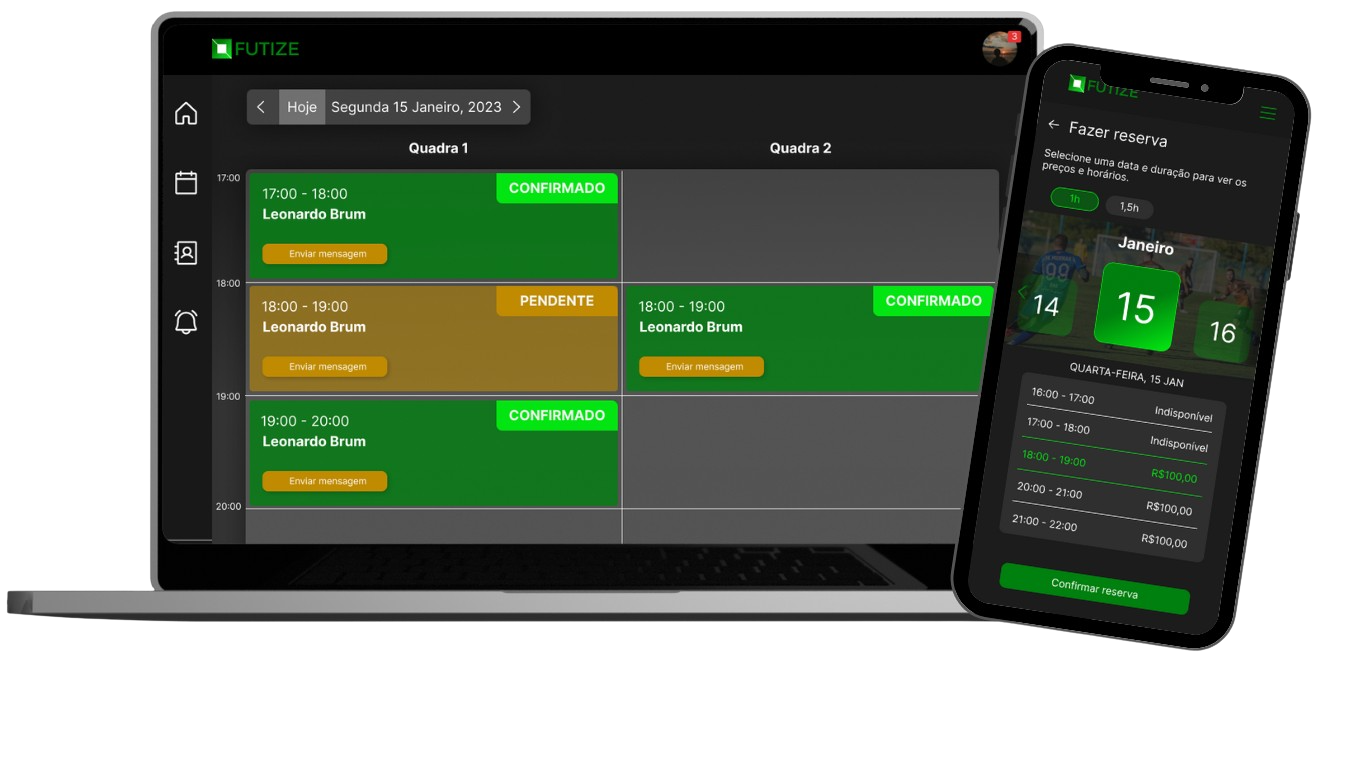 FUTIZE
3
Hoje Segunda 15 Janeiro, 2023
Quadra 1
Quadra 2
17:00
17:00 - 18:00
CONFIRMADO
Leonardo Brum
Enviar mensagem
18:00
18:00 - 19:00
PENDENTE
Leonardo Brum
Enviar mensagem
18:00 - 19:00
CONFIRMADO
Leonardo Brum
Enviar mensagem
19:00
19:00 - 20:00
CONFIRMADO
Leonardo Brum
Enviar mensagem
20:00
FUTIZE
Fazer reserva
Selecione uma data e duração para ver os
preços e horários.
1h
1,5h
Janeiro
14
15
16
QUARTA-FEIRA, 15 JAN
16:00 - 17:00 Indisponível
17:00 - 18:00 Indisponível
18:00 - 19:00 R$100,00
20:00 - 21:00 R$100,00
21:00 - 22:00 R$100,00
Confirmar reserva